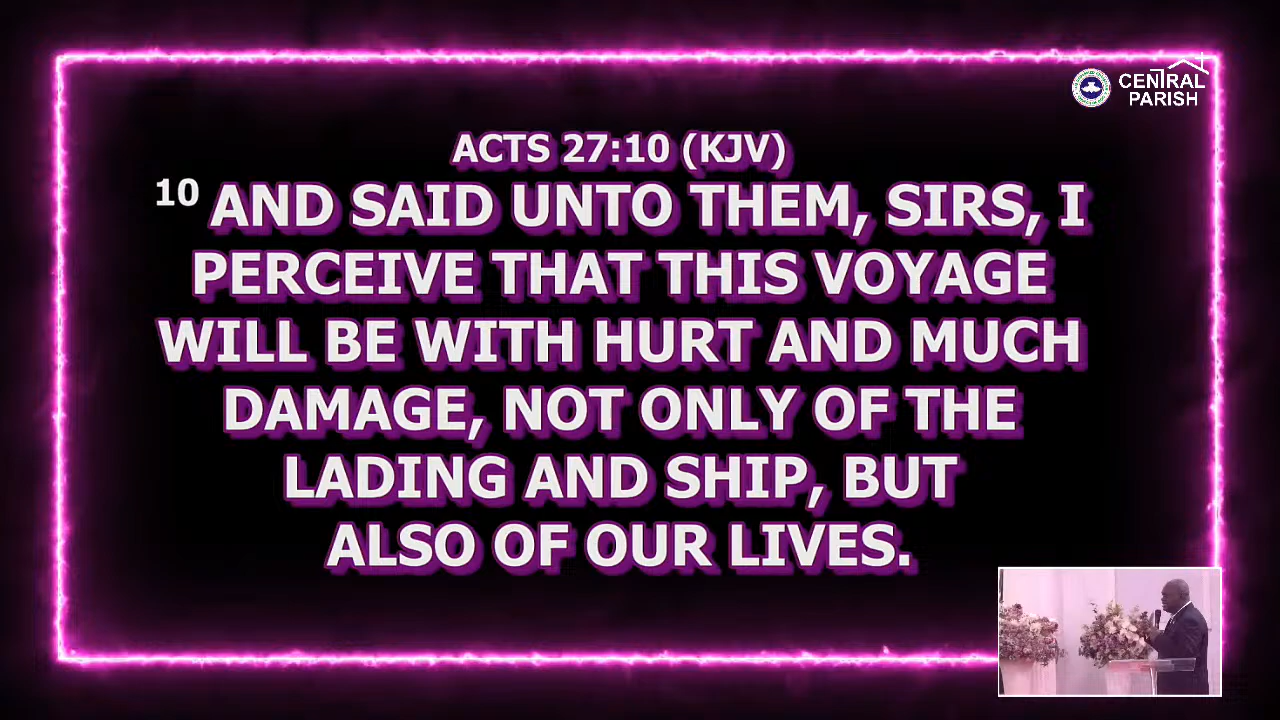 CENTRAL
PARISH
ACTS 27:10 (KJV)
10 AND SAID UNTO THEM, SIRS, I
PERCEIVE THAT THIS VOYAGE
WILL BE WITH HURT AND MUCH
DAMAGE, NOT ONLY OF THE
LADING AND SHIP, BUT
ALSO OF OUR LIVES.